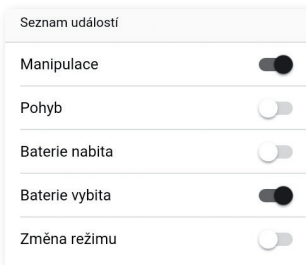 Seznam událostí
Manipulace
Pohyb
Baterie nabita
Baterie vybita
Změna režimu